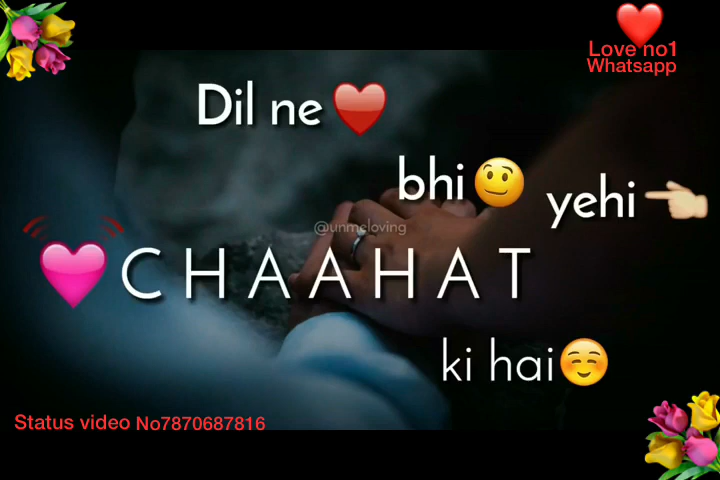 Love no1
Whatsapp
Dil ne
bhi
yehi
@unmeloving
CHAAHAT
ki hai
Status video No7870687816